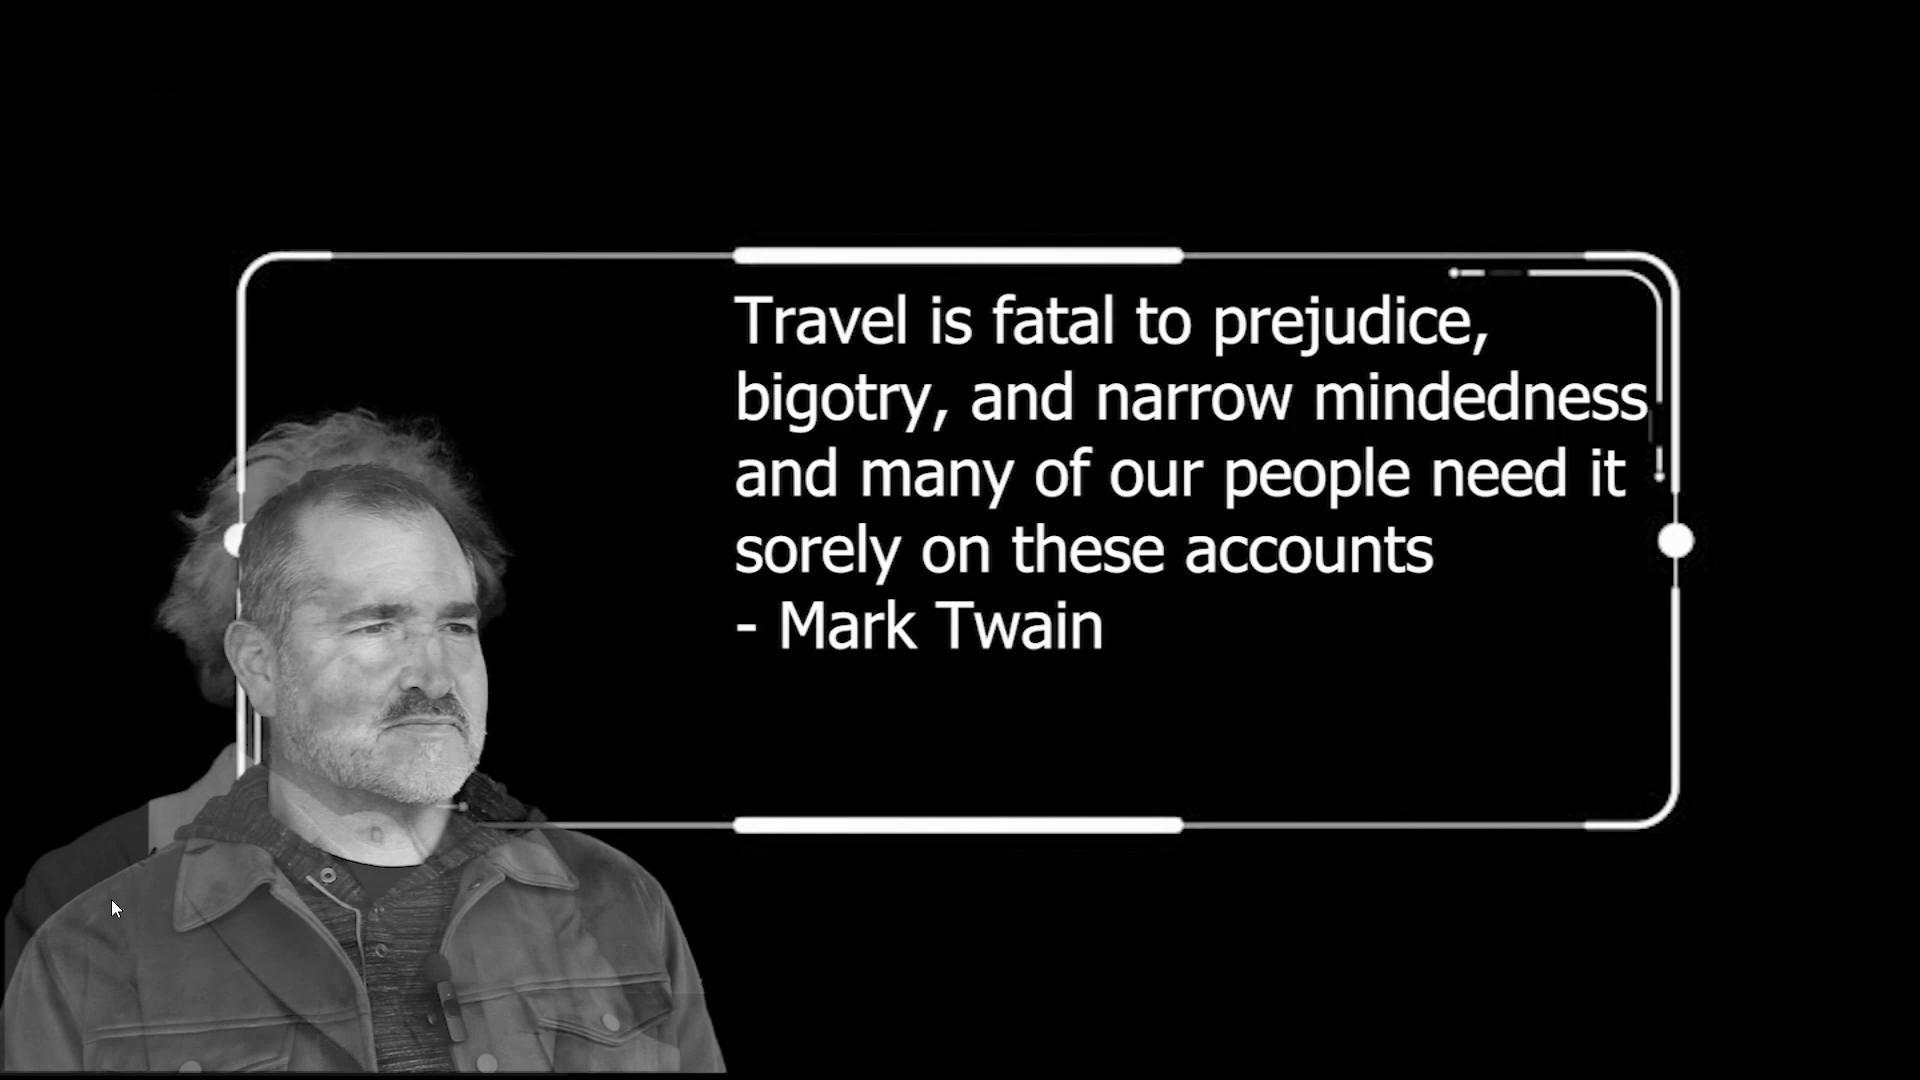 Travel is fatal to prejudice,
bigotry, and narrow mindedness
and many of our people need it
sorely on these accounts
- Mark Twain